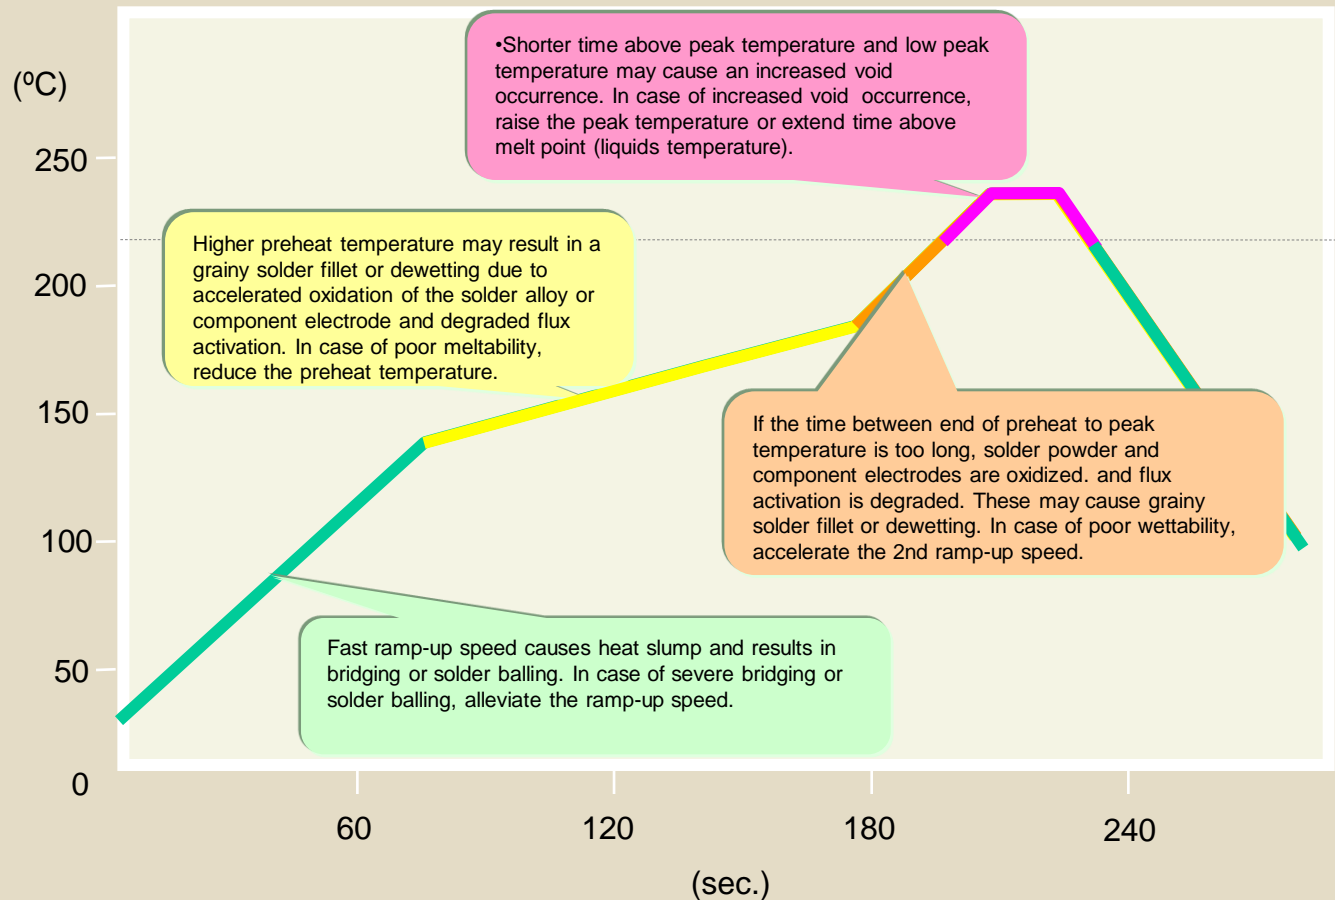 •Shorter time above peak temperature and low peak
temperature may cause an increased void
occurrence. In case of increased void  occurrence,
raise the peak temperature or extend time above
melt point (liquids temperature).
(ºC)
250
Higher preheat temperature may result in a
grainy solder fillet or dewetting due to
accelerated oxidation of the solder alloy or
component electrode and degraded flux
activation. In case of poor meltability,
reduce the preheat temperature.
200
150
If the time between end of preheat to peak
temperature is too long, solder powder and
component electrodes are oxidized. and flux
activation is degraded. These may cause grainy
solder fillet or dewetting. In case of poor wettability,
accelerate the 2nd ramp-up speed.
100
Fast ramp-up speed causes heat slump and results in
bridging or solder balling. In case of severe bridging or
solder balling, alleviate the ramp-up speed.
50
0
60
120
180
240
(sec.)